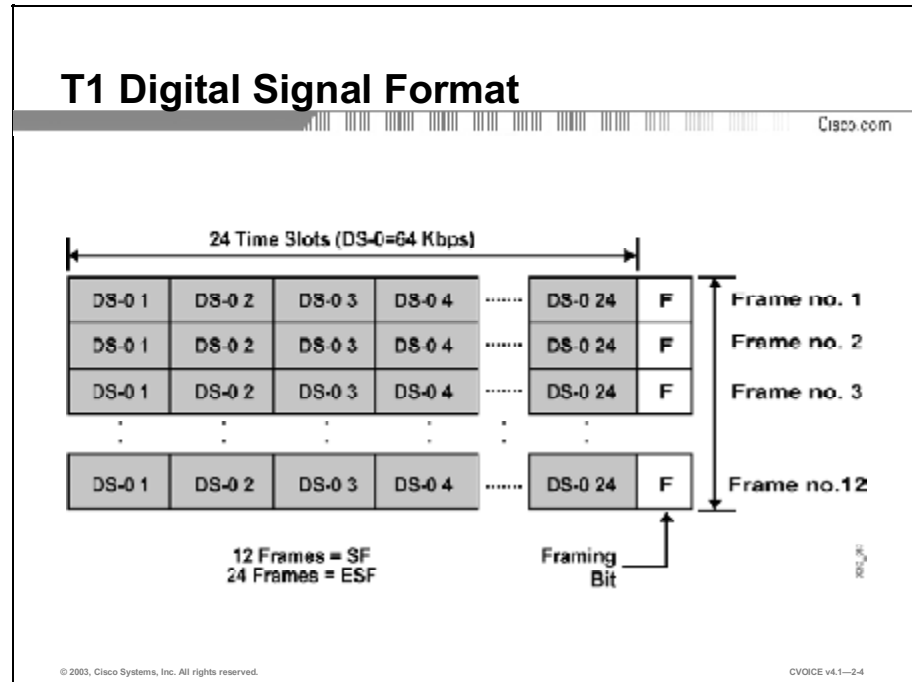 T1 Digital Signal Format
Cisco.com
24 Time Slots (DS-0=64 Kbps)
DS-0 1 DS-0 2 DS-0 3 DS-0 4 ....... DS-0 24 F Frame no. 1
DS-0 1 DS-0 2 DS-0 3 DS-0 4 ....... DS-0 24 F Frame no. 2
DS-0 1 DS-0 2 DS-0 3 DS-0 4 ....... DS-0 24 F Frame no. 3
DS-0 1 DS-0 2 DS-0 3 DS-0 4 ....... DS-0 24 F Frame no.12
12 Frames = SF
24 Frames = ESF
Framing
Bit
© 2003, Cisco Systems, Inc. All rights reserved.
CVOICE v4.1—2-4